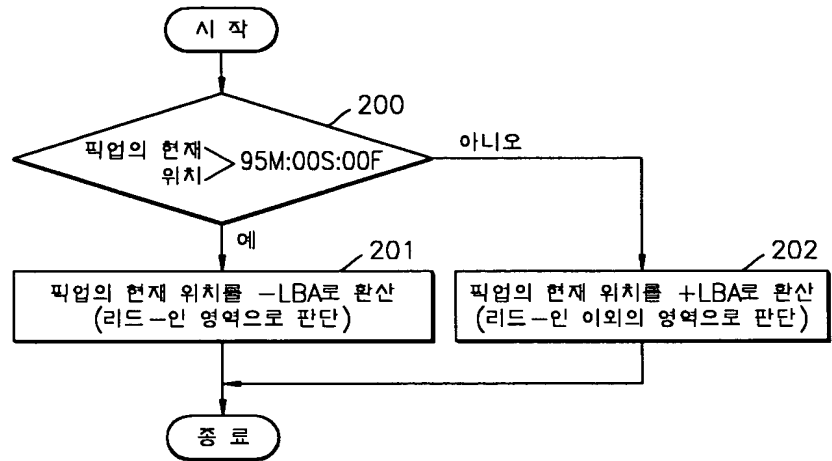 시 작
200
픽업의 현재
위치 > 95M:00S:00F
아니오
예
201
픽업의 현재 위치를 -LBA로 환산
(리드-인 영역으로 판단)
202
픽업의 현재 위치를 +LBA로 환산
(리드-인 이외의 영역으로 판단)
종 료